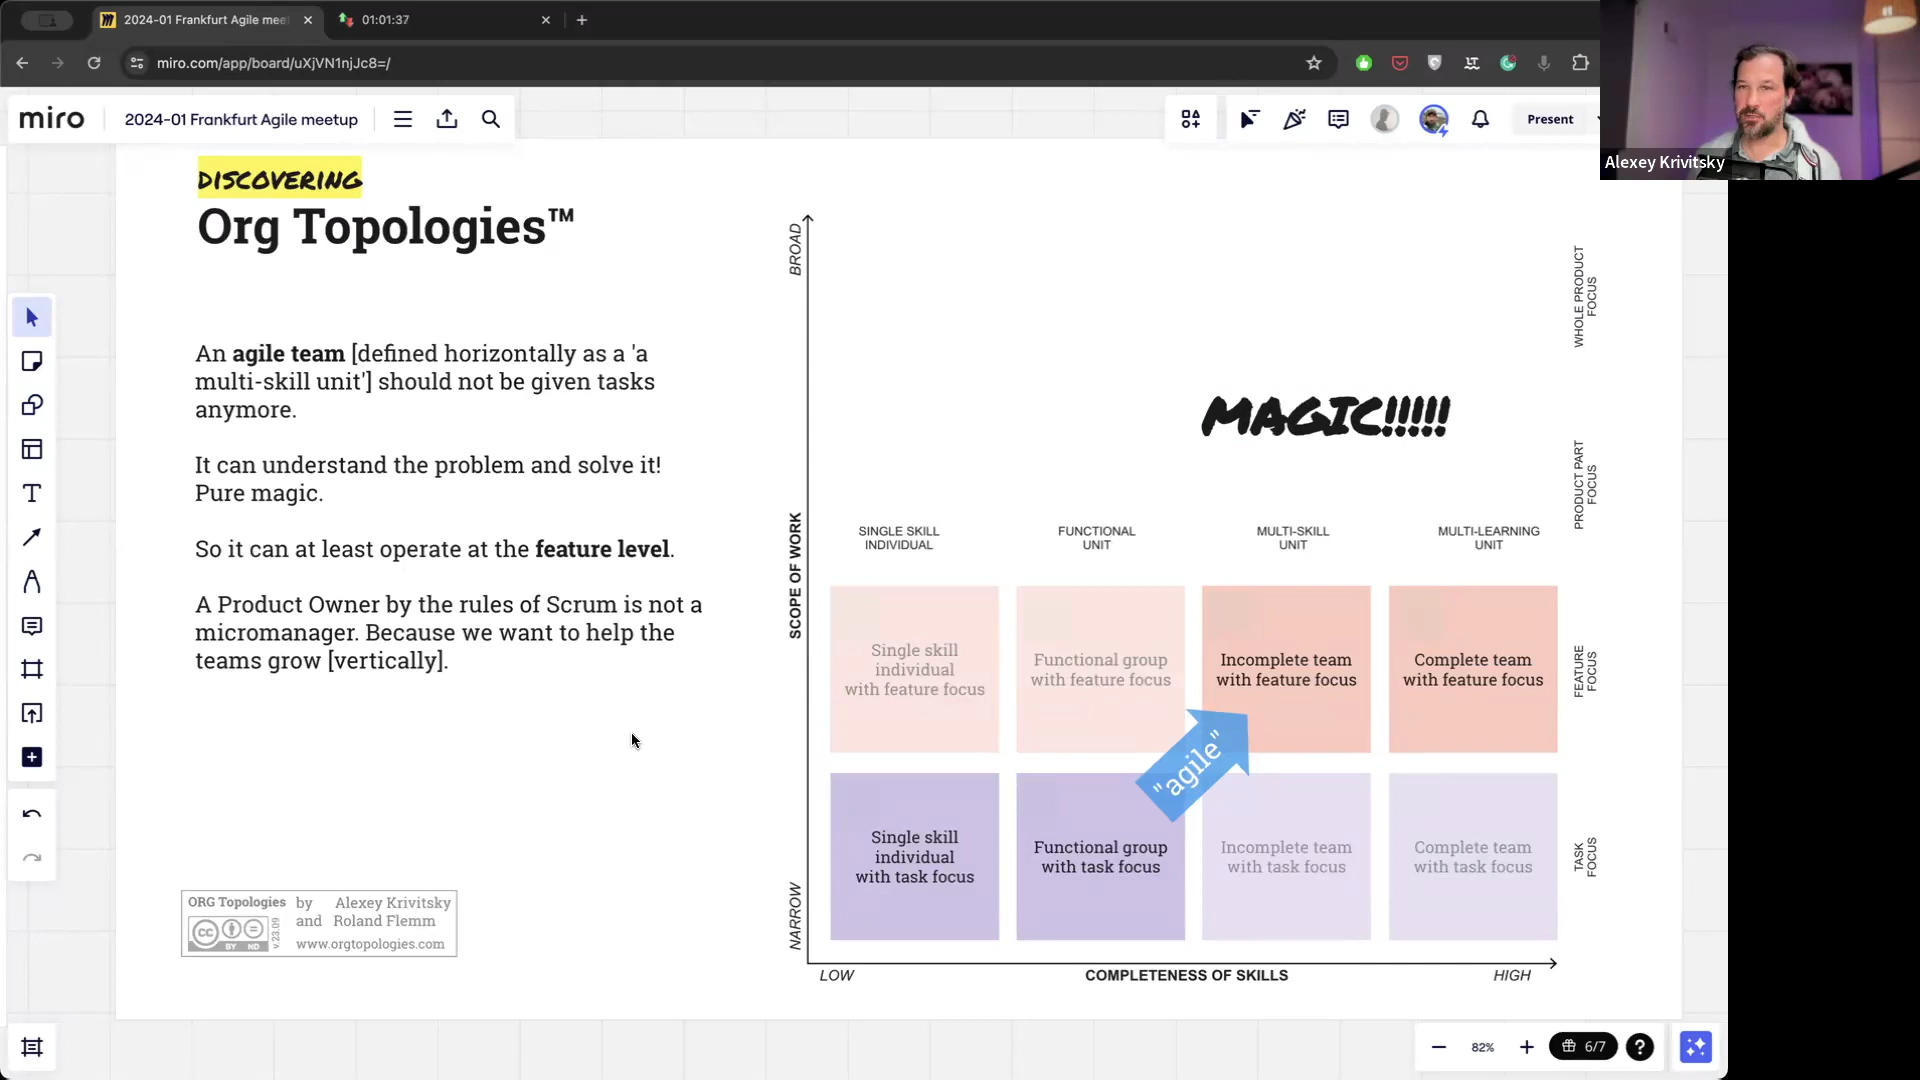 2024-01 Frankfurt Agile mee
01:01:37
miro.com/app/board/uXjVN1njJc8=/
miro
2024-01 Frankfurt Agile meetup
Present
Alexey Krivitsky
DISCOVERING
Org Topologies™
An agile team [defined horizontally as a 'a
multi-skill unit'] should not be given tasks
anymore.
It can understand the problem and solve it!
Pure magic.
So it can at least operate at the feature level.
A Product Owner by the rules of Scrum is not a
micromanager. Because we want to help the
teams grow [vertically].
ORG Topologies by Alexey Krivitsky
and Roland Flemm
www.orgtopologies.com
CC
BY ND
v.23.09
BROAD
SCOPE OF WORK
NARROW
MAGIC!!!!!
SINGLE SKILL
INDIVIDUAL
FUNCTIONAL
UNIT
MULTI-SKILL
UNIT
MULTI-LEARNING
UNIT
Single skill
individual
with feature focus
Functional group
with feature focus
Incomplete team
with feature focus
Complete team
with feature focus
"agile"
Single skill
individual
with task focus
Functional group
with task focus
Incomplete team
with task focus
Complete team
with task focus
WHOLE PRODUCT
FOCUS
PRODUCT PART
FOCUS
FEATURE
FOCUS
TASK
FOCUS
LOW
COMPLETENESS OF SKILLS
HIGH
82%
6/7